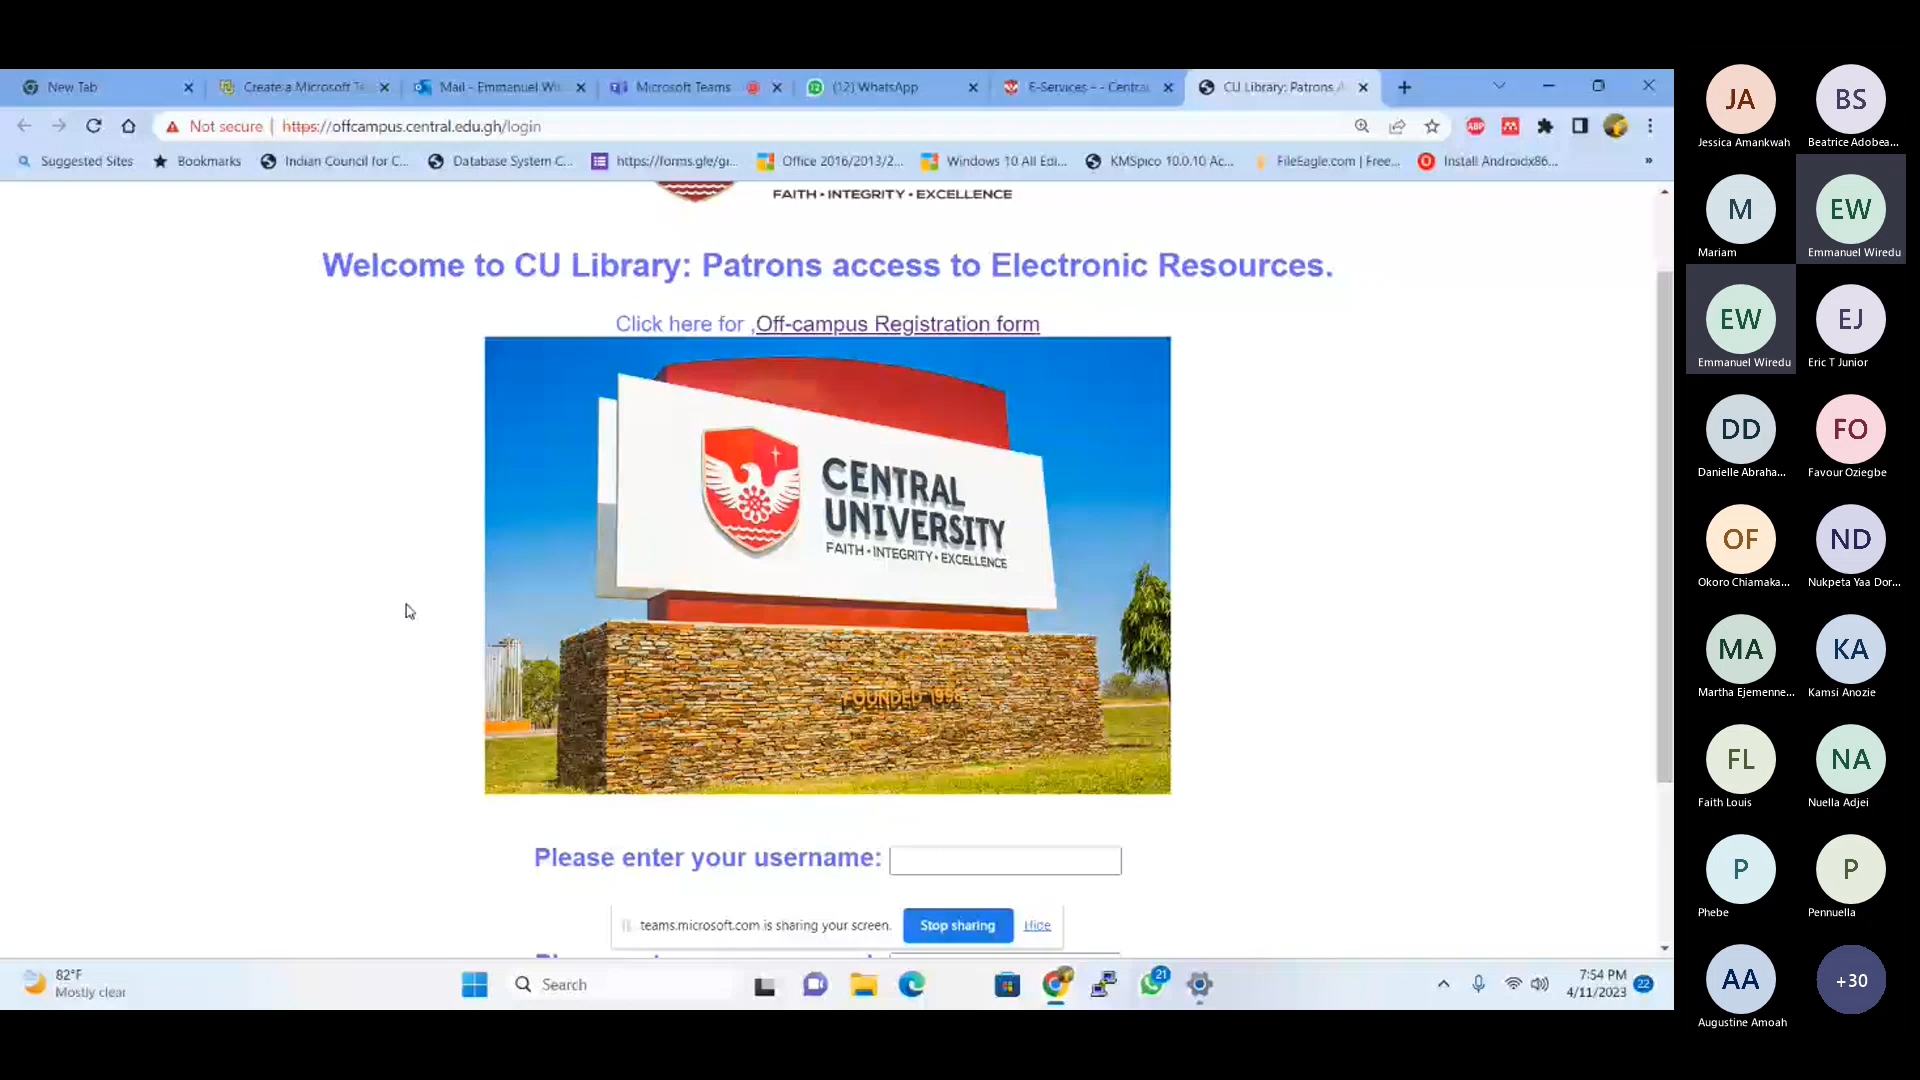 New Tab
Create a Microsoft Te
Mail - Emmanuel Wi
Microsoft Teams
(12) WhatsApp
E-Services – - Central
CU Library: Patrons A
Not secure | https://offcampus.central.edu.gh/login
ABP
Suggested Sites
Bookmarks
Indian Council for C...
Database System C...
https://forms.gle/gr...
Office 2016/2013/2...
Windows 10 All Edi...
KMSpico 10.0.10 Ac...
FileEagle.com | Free...
Install Androidx86...
»
FAITH • INTEGRITY • EXCELLENCE
Welcome to CU Library: Patrons access to Electronic Resources.
Click here for ,Off-campus Registration form
CENTRAL
UNIVERSITY
FAITH • INTEGRITY • EXCELLENCE
Please enter your username:
teams.microsoft.com is sharing your screen.
Stop sharing
Hide
82°F
Mostly clear
Search
21
7:54 PM
4/11/2023
22
JA
Jessica Amankwah
BS
Beatrice Adobea...
M
Mariam
EW
Emmanuel Wiredu
EW
Emmanuel Wiredu
EJ
Eric T Junior
DD
Danielle Abraha...
FO
Favour Oziegbe
OF
Okoro Chiamaka...
ND
Nukpeta Yaa Dor...
MA
Martha Ejemenne...
KA
Kamsi Anozie
FL
Faith Louis
NA
Nuella Adjei
P
Phebe
P
Pennuella
AA
Augustine Amoah
+30